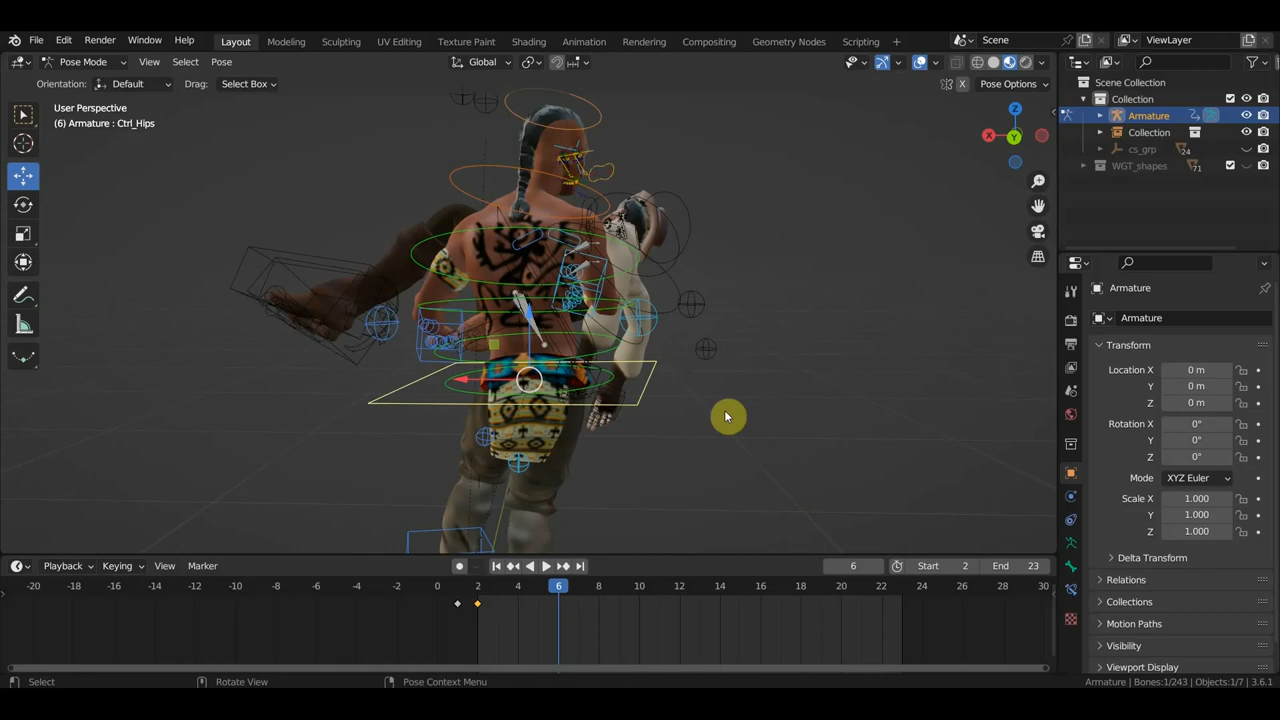 File Edit Render Window Help Layout Modeling Sculpting UV Editing Texture Paint Shading Animation Rendering Compositing Geometry Nodes Scripting + Scene ViewLayer
Pose Mode View Select Pose Global
Orientation: Default Drag: Select Box X Pose Options
User Perspective
(6) Armature : Ctrl_Hips
Z
X
Y
Scene Collection
Collection
Armature
Collection
cs_grp 24
WGT_shapes 71
Armature
Armature
Transform
Location X 0 m
Y 0 m
Z 0 m
Rotation X 0°
Y 0°
Z 0°
Mode XYZ Euler
Scale X 1.000
Y 1.000
Z 1.000
Delta Transform
Relations
Collections
Motion Paths
Visibility
Viewport Display
Playback Keying View Marker 6 Start 2 End 23
-20 -18 -16 -14 -12 -10 -8 -6 -4 -2 0 2 4 6 8 10 12 14 16 18 20 22 24 26 28 30
Select Rotate View Pose Context Menu Armature | Bones:1/243 | Objects:1/7 | 3.6.1